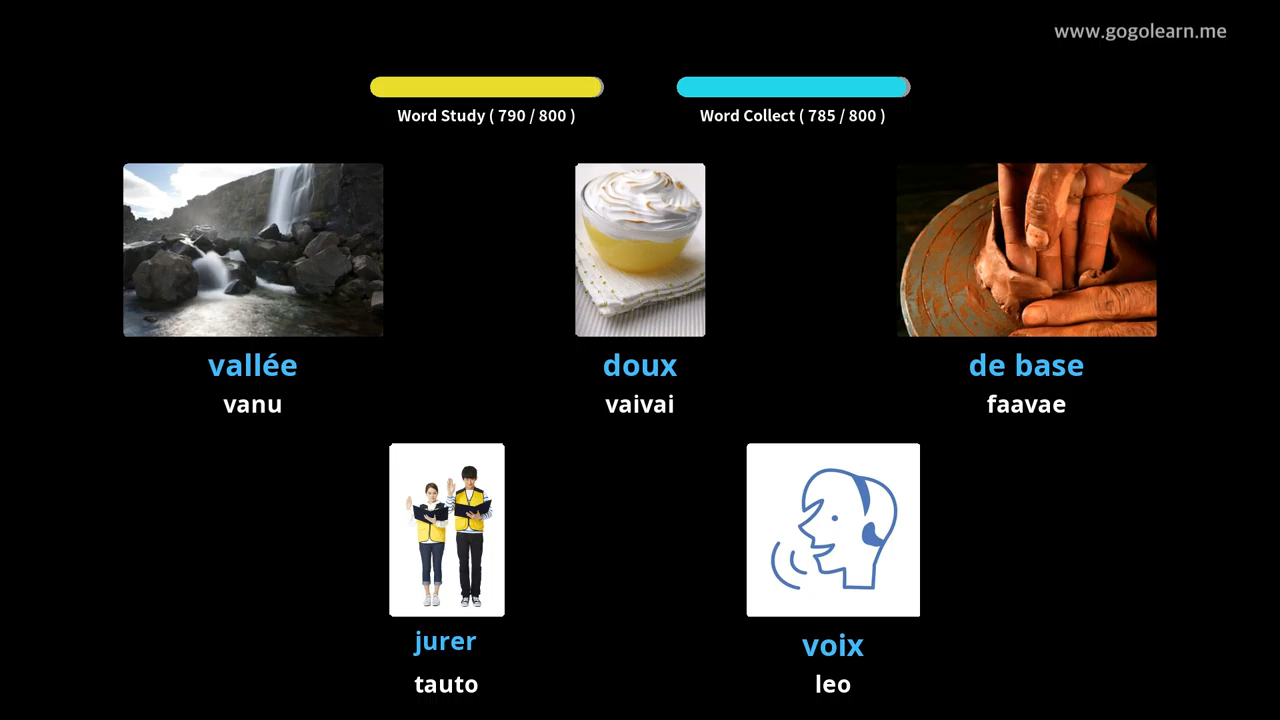 www.gogolearn.me
Word Study ( 790 / 800 )
Word Collect ( 785 / 800 )
vallée
vanu
doux
vaivai
de base
faavae
jurer
tauto
voix
leo